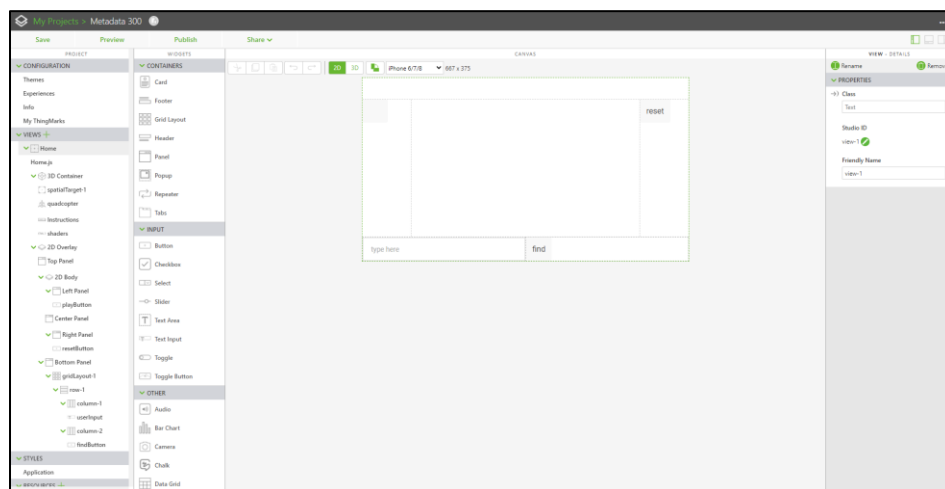 My Projects > Metadata 300
Save Preview Publish Share
PROJECT
CONFIGURATION
Themes
Experiences
Info
My ThingMarks
VIEWS
Home
Home.js
3D Container
spatialTarget-1
quadcopter
Instructions
shaders
2D Overlay
Top Panel
2D Body
Left Panel
playButton
Center Panel
Right Panel
resetButton
Bottom Panel
gridLayout-1
row-1
column-1
userInput
column-2
findButton
STYLES
Application
RESOURCES
WIDGETS
CONTAINERS
Card
Footer
Grid Layout
Header
Panel
Popup
Repeater
Tabs
INPUT
Button
Checkbox
Select
Slider
Text Area
Text Input
Toggle
Toggle Button
OTHER
Audio
Bar Chart
Camera
Chalk
Data Grid
CANVAS
2D 3D iPhone 6/7/8 667 x 375
reset
type here find
VIEW - DETAILS
Rename Remov
PROPERTIES
Class
Text
Studio ID
view-1
Friendly Name
view-1